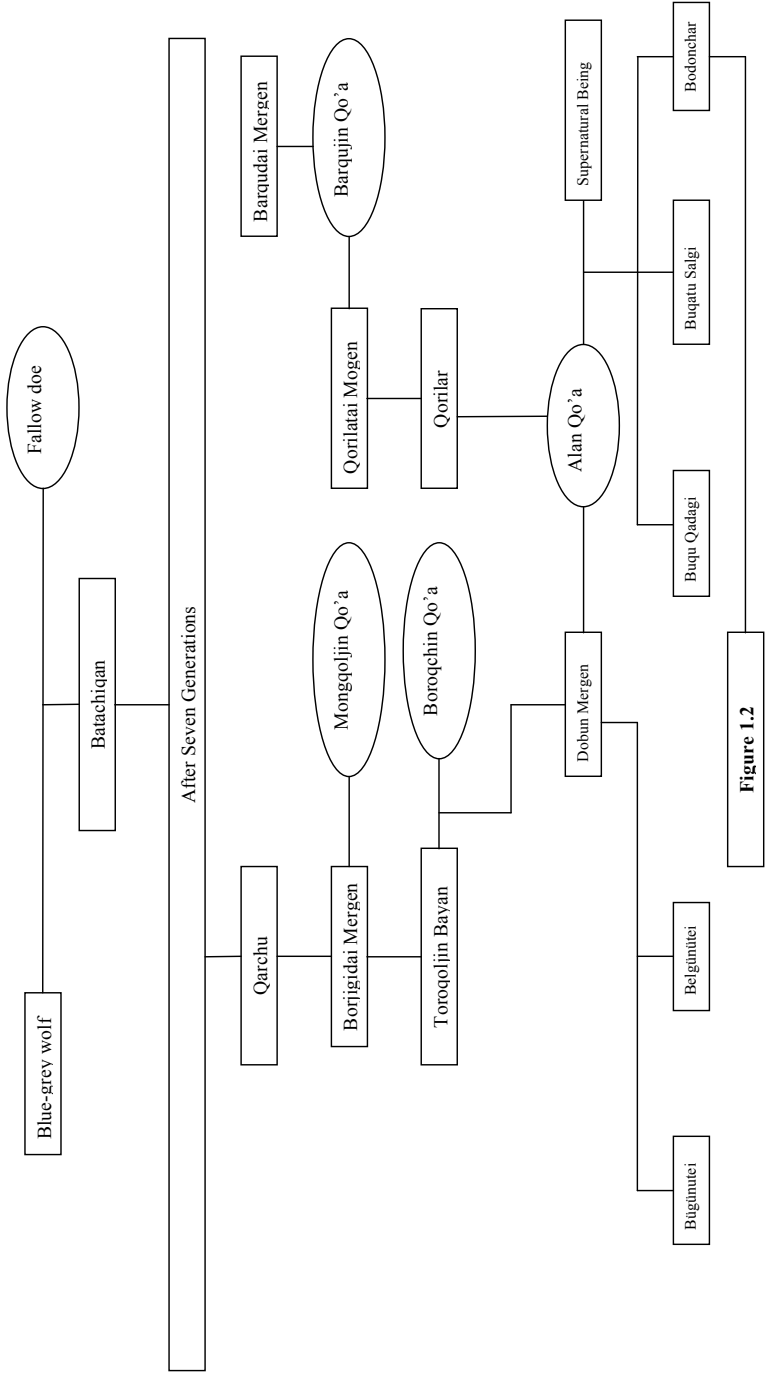 Blue-grey wolf
Fallow doe
Batachiqan
After Seven Generations
Qarchu
Barqudai Mergen
Borjigidai Mergen
Mongqoljin Qo'a
Qorilatai Mogen
Barqujin Qo'a
Toroqoljin Bayan
Boroqchin Qo'a
Qorilar
Dobun Mergen
Alan Qo'a
Supernatural Being
Bügünutei
Belgünütei
Buqu Qadagi
Buqatu Salgi
Bodonchar
Figure 1.2